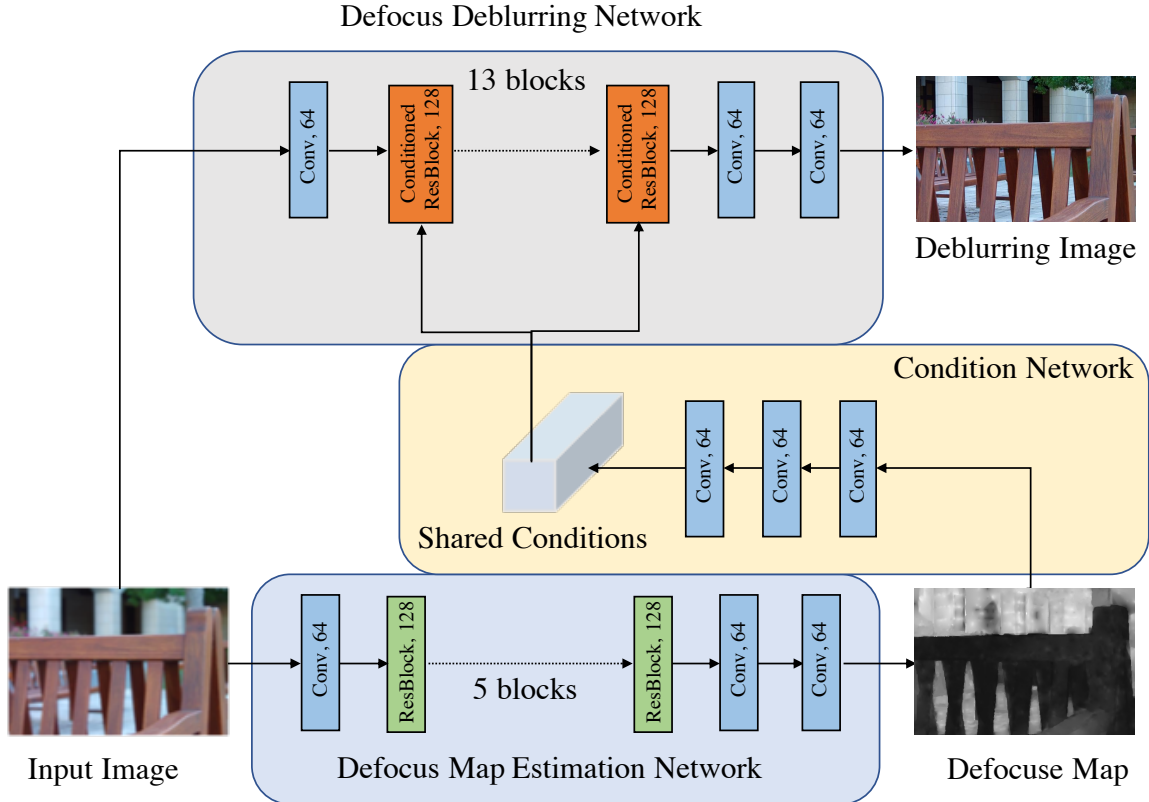 Defocus Deblurring Network
13 blocks
Conv, 64
Conditioned
ResBlock, 128
Conditioned
ResBlock, 128
Conv, 64
Conv, 64
Deblurring Image
Condition Network
Shared Conditions
Conv, 64
Conv, 64
Conv, 64
Conv, 64
ResBlock, 128
5 blocks
ResBlock, 128
Conv, 64
Conv, 64
Input Image
Defocus Map Estimation Network
Defocuse Map